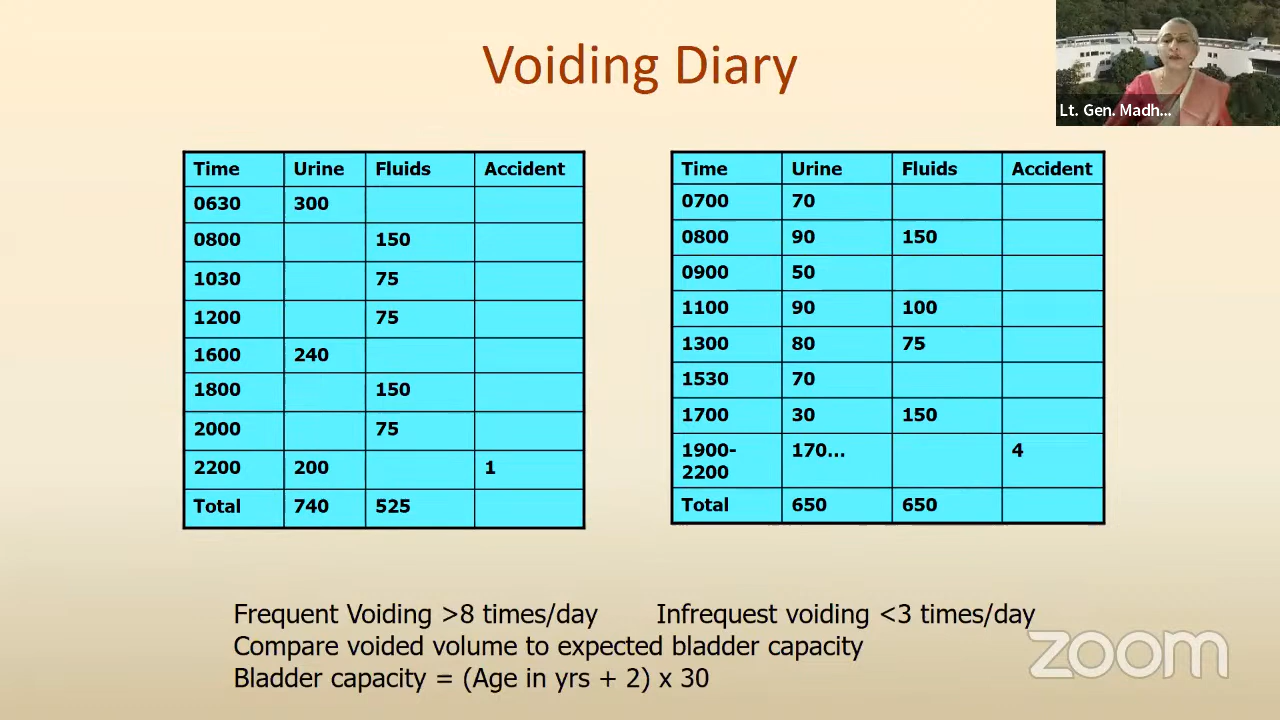 Voiding Diary
Lt. Gen. Madh...
Time Urine Fluids Accident
0630 300
0800 150
1030 75
1200 75
1600 240
1800 150
2000 75
2200 200 1
Total 740 525
Time Urine Fluids Accident
0700 70
0800 90 150
0900 50
1100 90 100
1300 80 75
1530 70
1700 30 150
1900- 170... 4
2200
Total 650 650
Frequent Voiding >8 times/day Infrequest voiding <3 times/day
Compare voided volume to expected bladder capacity
Bladder capacity = (Age in yrs + 2) x 30
zoom